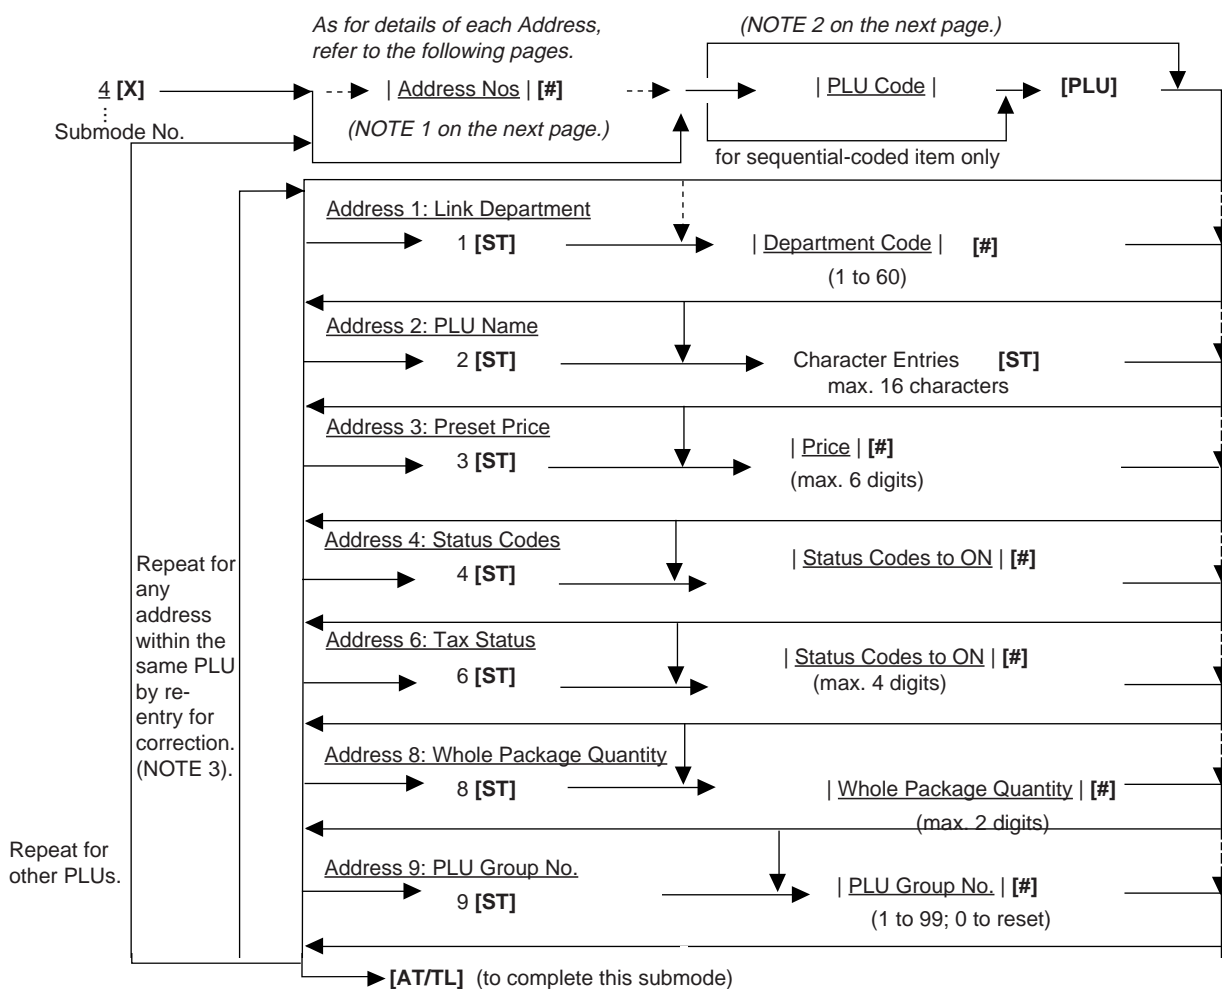 As for details of each Address,
refer to the following pages.
(NOTE 2 on the next page.)
4 [X]
| Address Nos | [#]
| PLU Code |
[PLU]
Submode No.
(NOTE 1 on the next page.)
for sequential-coded item only
Address 1: Link Department
1 [ST]
| Department Code | [#]
(1 to 60)
Address 2: PLU Name
2 [ST]
Character Entries [ST]
max. 16 characters
Address 3: Preset Price
3 [ST]
| Price | [#]
(max. 6 digits)
Address 4: Status Codes
4 [ST]
| Status Codes to ON | [#]
Address 6: Tax Status
6 [ST]
| Status Codes to ON | [#]
(max. 4 digits)
Address 8: Whole Package Quantity
8 [ST]
| Whole Package Quantity | [#]
(max. 2 digits)
Address 9: PLU Group No.
9 [ST]
| PLU Group No. | [#]
(1 to 99; 0 to reset)
Repeat for
any
address
within the
same PLU
by re-
entry for
correction.
(NOTE 3).
Repeat for
other PLUs.
[AT/TL] (to complete this submode)